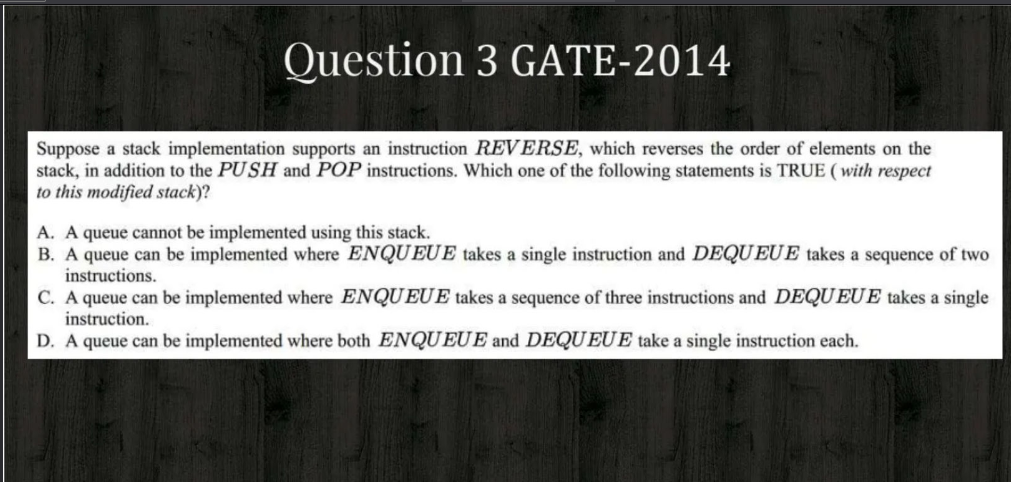 Question 3 GATE-2014
Suppose a stack implementation supports an instruction REVERSE, which reverses the order of elements on the
stack, in addition to the PUSH and POP instructions. Which one of the following statements is TRUE ( with respect
to this modified stack)?
A. A queue cannot be implemented using this stack.
B. A queue can be implemented where ENQUEUE takes a single instruction and DEQUEUE takes a sequence of two
instructions.
C. A queue can be implemented where ENQUEUE takes a sequence of three instructions and DEQUEUE takes a single
instruction.
D. A queue can be implemented where both ENQUEUE and DEQUEUE take a single instruction each.